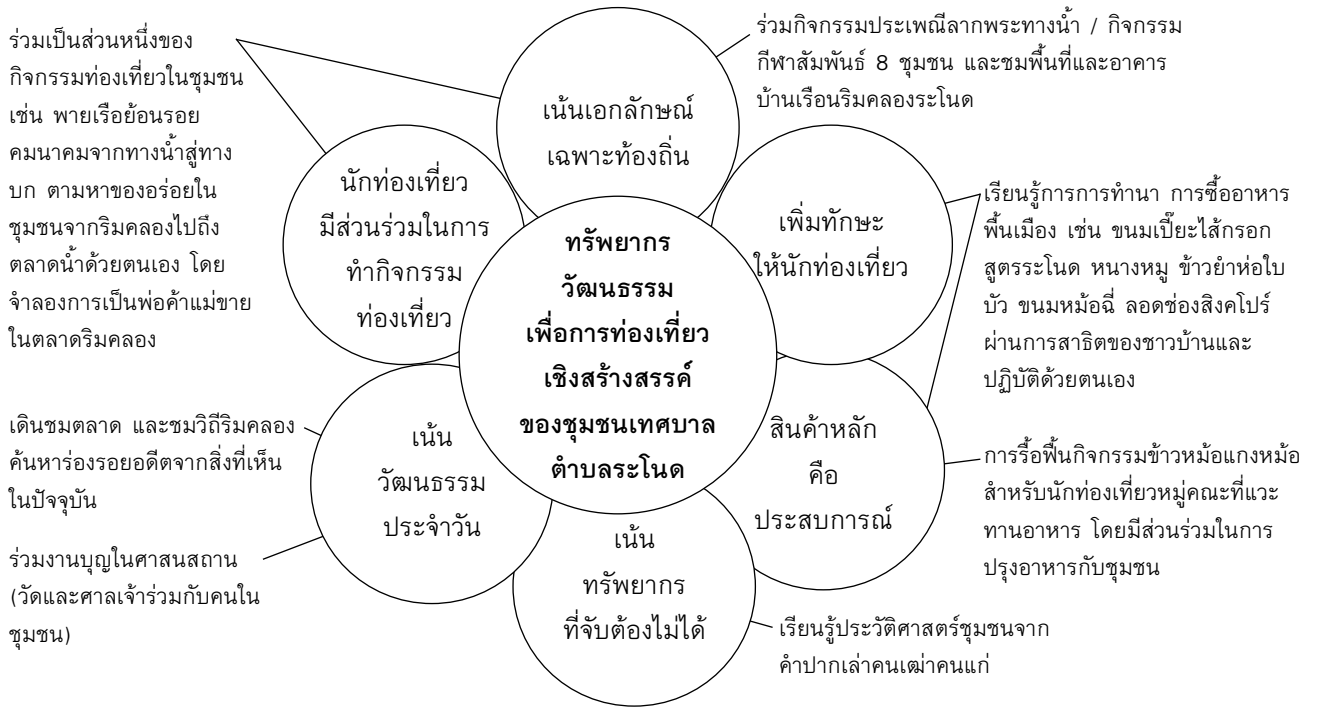 ร่วมเป็นส่วนหนึ่งของ
กิจกรรมท่องเที่ยวในชุมชน
เช่น พายเรือย้อนรอย
คมนาคมจากทางน้ำสู่ทาง
บก ตามหาของอร่อยใน
ชุมชนจากริมคลองไปถึง
ตลาดน้ำด้วยตนเอง โดย
จำลองการเป็นพ่อค้าแม่ขาย
ในตลาดริมคลอง
เดินชมตลาด และชมวิถีริมคลอง
ค้นหาร่องรอยอดีตจากสิ่งที่เห็น
ในปัจจุบัน
ร่วมงานบุญในศาสนสถาน
(วัดและศาลเจ้าร่วมกับคนใน
ชุมชน)
เน้นเอกลักษณ์
เฉพาะท้องถิ่น
นักท่องเที่ยว
มีส่วนร่วมในการ
ทำกิจกรรม
ท่องเที่ยว
ทรัพยากร
วัฒนธรรม
เพื่อการท่องเที่ยว
เชิงสร้างสรรค์
ของชุมชนเทศบาล
ตำบลระโนด
เพิ่มทักษะ
ให้นักท่องเที่ยว
เน้น
วัฒนธรรม
ประจำวัน
สินค้าหลัก
คือ
ประสบการณ์
เน้น
ทรัพยากร
ที่จับต้องไม่ได้
ร่วมกิจกรรมประเพณีลากพระทางน้ำ / กิจกรรม
กีฬาสัมพันธ์ 8 ชุมชน และชมพื้นที่และอาคาร
บ้านเรือนริมคลองระโนด
เรียนรู้การการทำนา การซื้ออาหาร
พื้นเมือง เช่น ขนมเปี๊ยะไส้กรอก
สูตรระโนด หนางหมู ข้าวยำห่อใบ
บัว ขนมหม้อฉี่ ลอดช่องสิงคโปร์
ผ่านการสาธิตของชาวบ้านและ
ปฏิบัติด้วยตนเอง
การรื้อฟื้นกิจกรรมข้าวหม้อแกงหม้อ
สำหรับนักท่องเที่ยวหมู่คณะที่แวะ
ทานอาหาร โดยมีส่วนร่วมในการ
ปรุงอาหารกับชุมชน
เรียนรู้ประวัติศาสตร์ชุมชนจาก
คำปากเล่าคนเฒ่าคนแก่